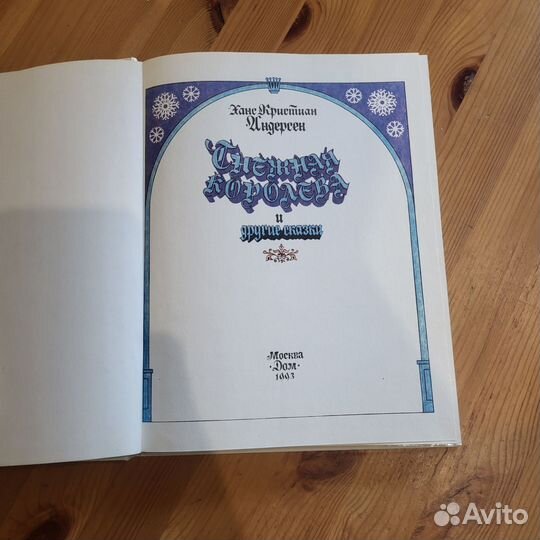 Ханс Кристиан
Андерсен
Снежная
королева
и
другие сказки
Москва
·Дом·
1993
Avito